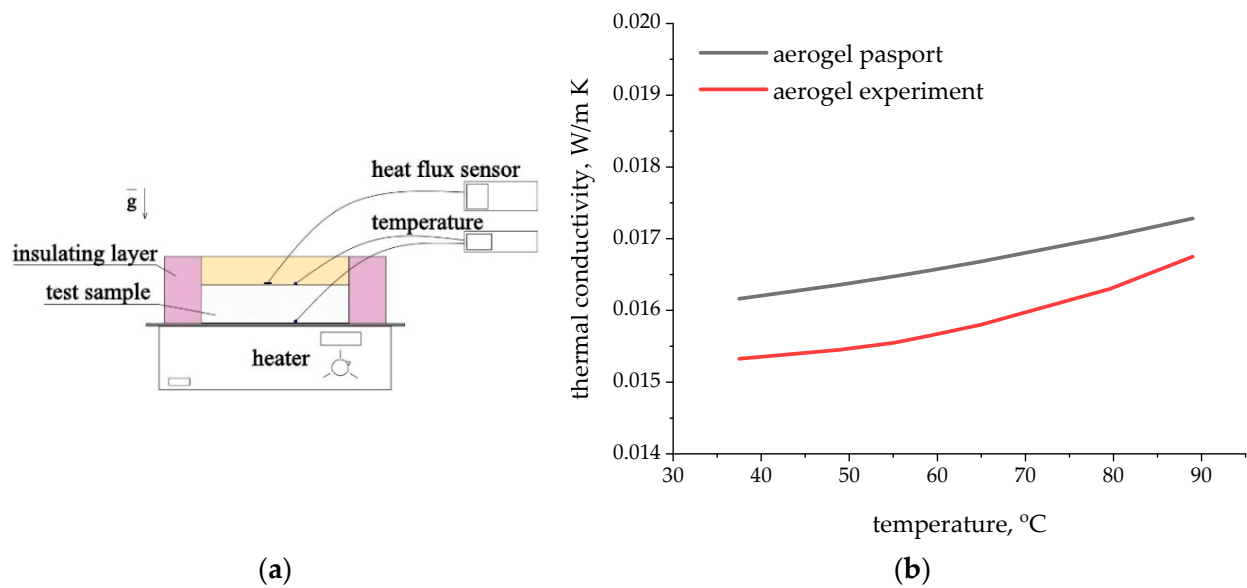 heat flux sensor
g
temperature
insulating layer
test sample
heater
(a)
0.020
0.019
0.018
0.017
0.016
0.015
0.014
thermal conductivity, W/m K
aerogel pasport
aerogel experiment
30 40 50 60 70 80 90
temperature, °C
(b)